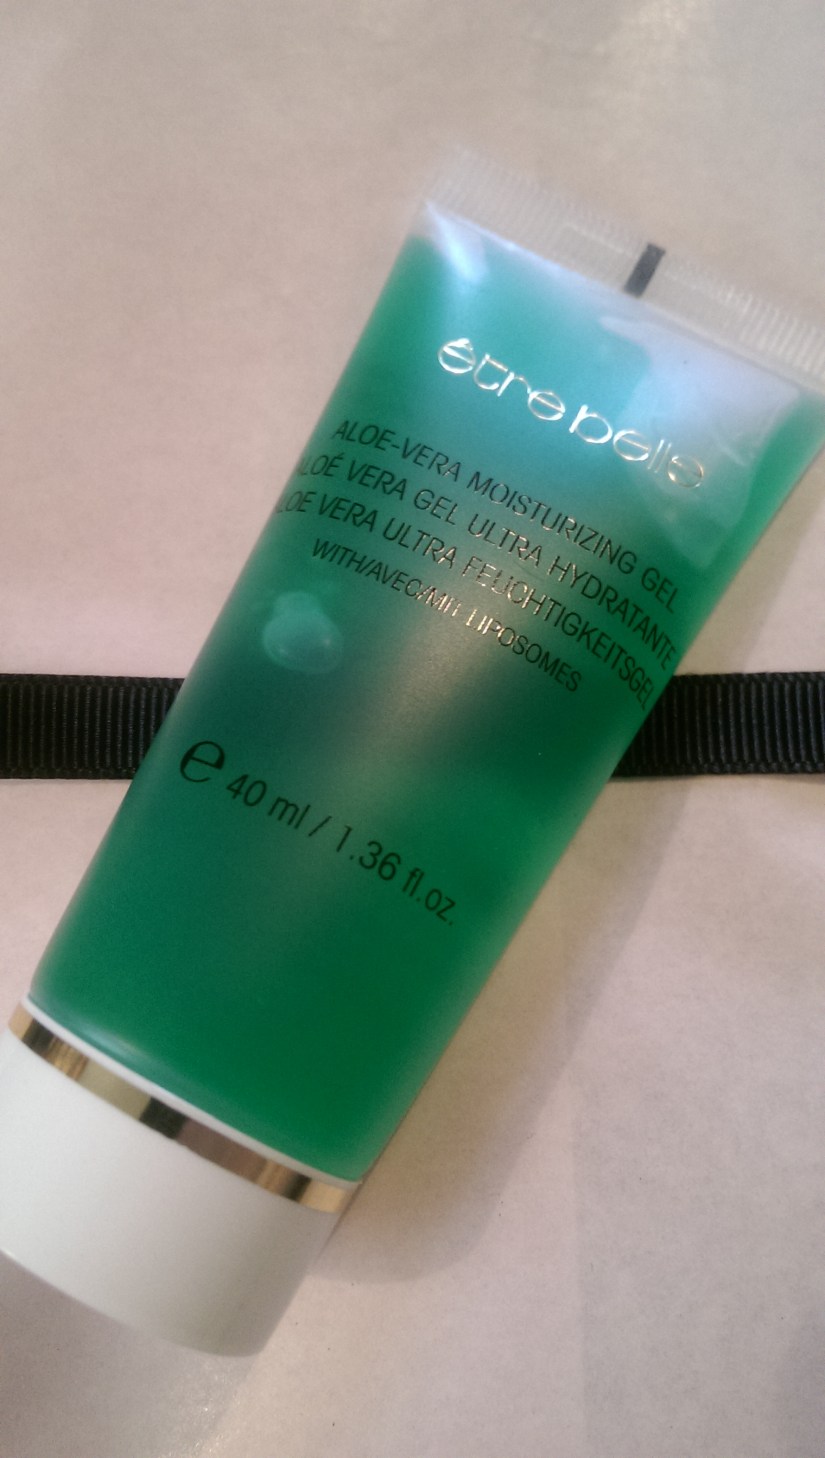 être belle
ALOE-VERA MOISTURIZING GEL
ALOÉ VERA GEL ULTRA HYDRATANTE
ALOE VERA ULTRA FEUCHTIGKEITSGEL
WITH/AVEC/MIT LIPOSOMES
e 40 ml / 1.36 fl.oz.